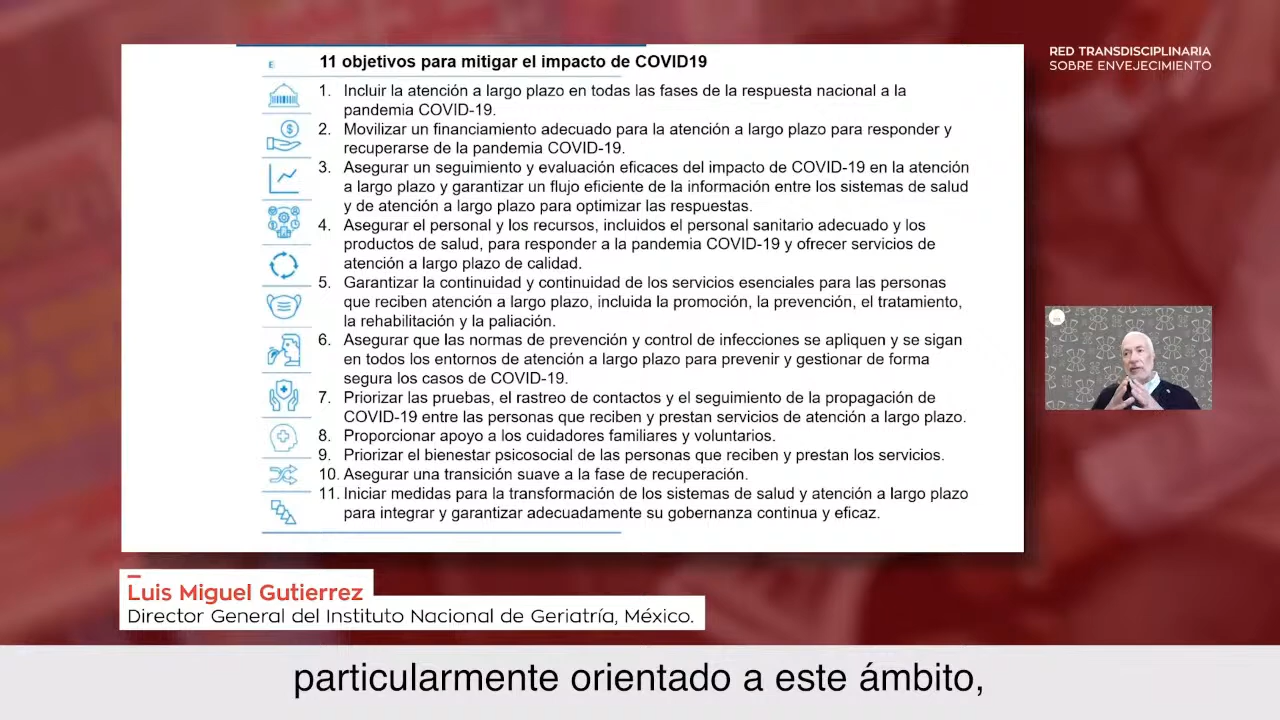 RED TRANSDISCIPLINARIA
SOBRE ENVEJECIMIENTO
E
11 objetivos para mitigar el impacto de COVID19
1. Incluir la atención a largo plazo en todas las fases de la respuesta nacional a la
pandemia COVID-19.
2. Movilizar un financiamiento adecuado para la atención a largo plazo para responder y
recuperarse de la pandemia COVID-19.
3. Asegurar un seguimiento y evaluación eficaces del impacto de COVID-19 en la atención
a largo plazo y garantizar un flujo eficiente de la información entre los sistemas de salud
y de atención a largo plazo para optimizar las respuestas.
4. Asegurar el personal y los recursos, incluidos el personal sanitario adecuado y los
productos de salud, para responder a la pandemia COVID-19 y ofrecer servicios de
atención a largo plazo de calidad.
5. Garantizar la continuidad y continuidad de los servicios esenciales para las personas
que reciben atención a largo plazo, incluida la promoción, la prevención, el tratamiento,
la rehabilitación y la paliación.
6. Asegurar que las normas de prevención y control de infecciones se apliquen y se sigan
en todos los entornos de atención a largo plazo para prevenir y gestionar de forma
segura los casos de COVID-19.
7. Priorizar las pruebas, el rastreo de contactos y el seguimiento de la propagación de
COVID-19 entre las personas que reciben y prestan servicios de atención a largo plazo.
8. Proporcionar apoyo a los cuidadores familiares y voluntarios.
9. Priorizar el bienestar psicosocial de las personas que reciben y prestan los servicios.
10. Asegurar una transición suave a la fase de recuperación.
11. Iniciar medidas para la transformación de los sistemas de salud y atención a largo plazo
para integrar y garantizar adecuadamente su gobernanza continua y eficaz.
Luis Miguel Gutierrez
Director General del Instituto Nacional de Geriatría, México.
particularmente orientado a este ámbito,